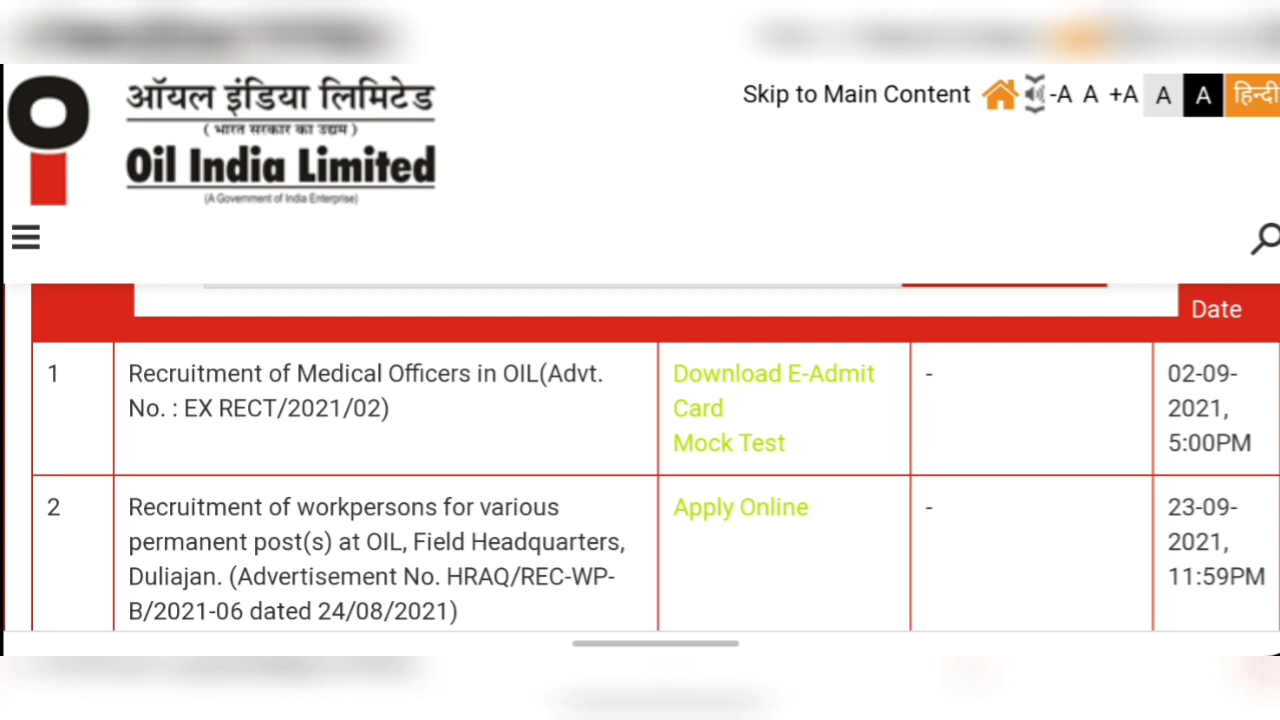 ऑयल इंडिया लिमिटेड
( भारत सरकार का उद्यम )
Oil India Limited
(A Government of India Enterprise)
Skip to Main Content -A A +A A A हिन्दी
Date
1 Recruitment of Medical Officers in OIL(Advt. Download E-Admit - 02-09-
No. : EX RECT/2021/02) Card 2021,
Mock Test 5:00PM
2 Recruitment of workpersons for various Apply Online - 23-09-
permanent post(s) at OIL, Field Headquarters, 2021,
Duliajan. (Advertisement No. HRAQ/REC-WP- 11:59PM
B/2021-06 dated 24/08/2021)